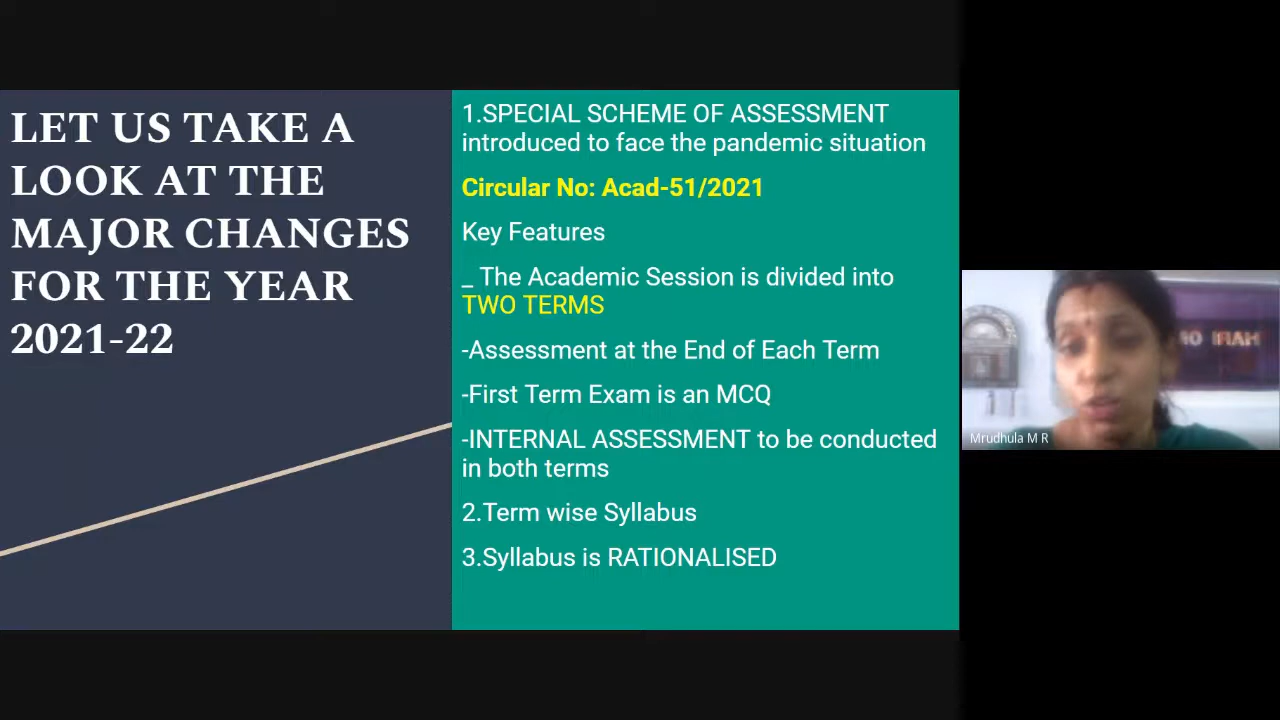 LET US TAKE A
LOOK AT THE
MAJOR CHANGES
FOR THE YEAR
2021-22
1.SPECIAL SCHEME OF ASSESSMENT
introduced to face the pandemic situation
Circular No: Acad-51/2021
Key Features
_ The Academic Session is divided into
TWO TERMS
-Assessment at the End of Each Term
-First Term Exam is an MCQ
-INTERNAL ASSESSMENT to be conducted
in both terms
2.Term wise Syllabus
3.Syllabus is RATIONALISED
Mrudhula M R